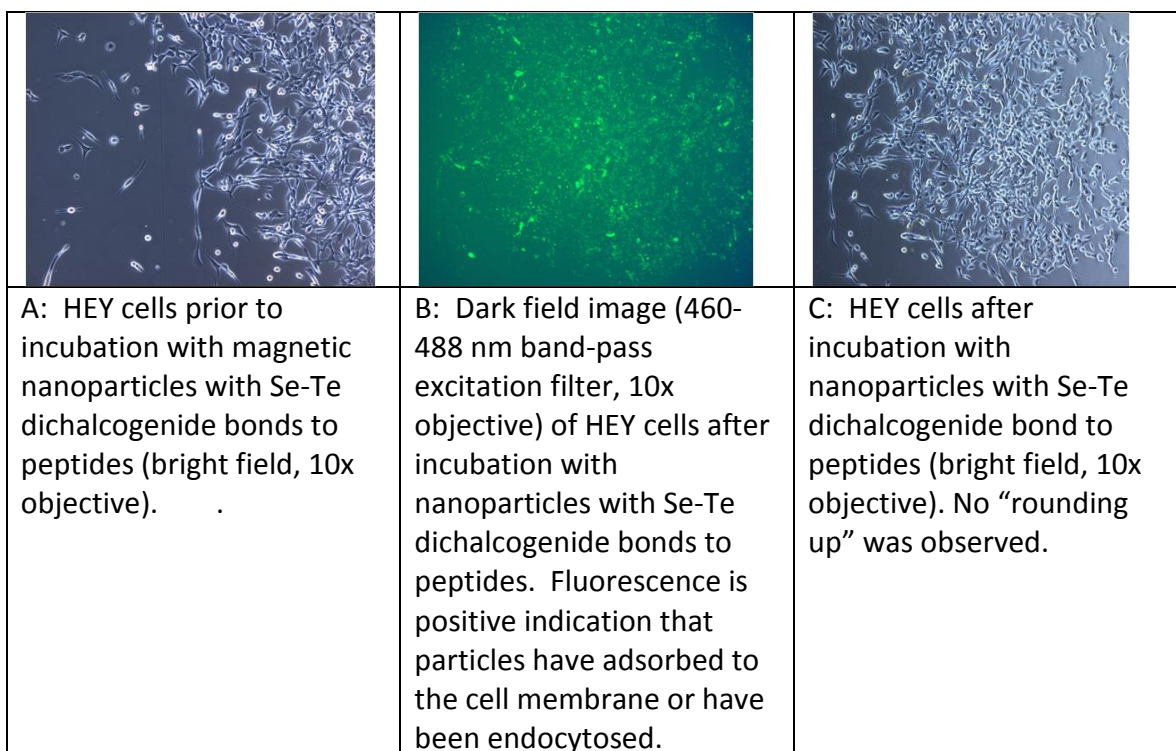 A:  HEY cells prior to
incubation with magnetic
nanoparticles with Se-Te
dichalcogenide bonds to
peptides (bright field, 10x
objective).        .
B:  Dark field image (460-
488 nm band-pass
excitation filter, 10x
objective) of HEY cells after
incubation with
nanoparticles with Se-Te
dichalcogenide bonds to
peptides.  Fluorescence is
positive indication that
particles have adsorbed to
the cell membrane or have
been endocytosed.
C:  HEY cells after
incubation with
nanoparticles with Se-Te
dichalcogenide bond to
peptides (bright field, 10x
objective). No “rounding
up” was observed.